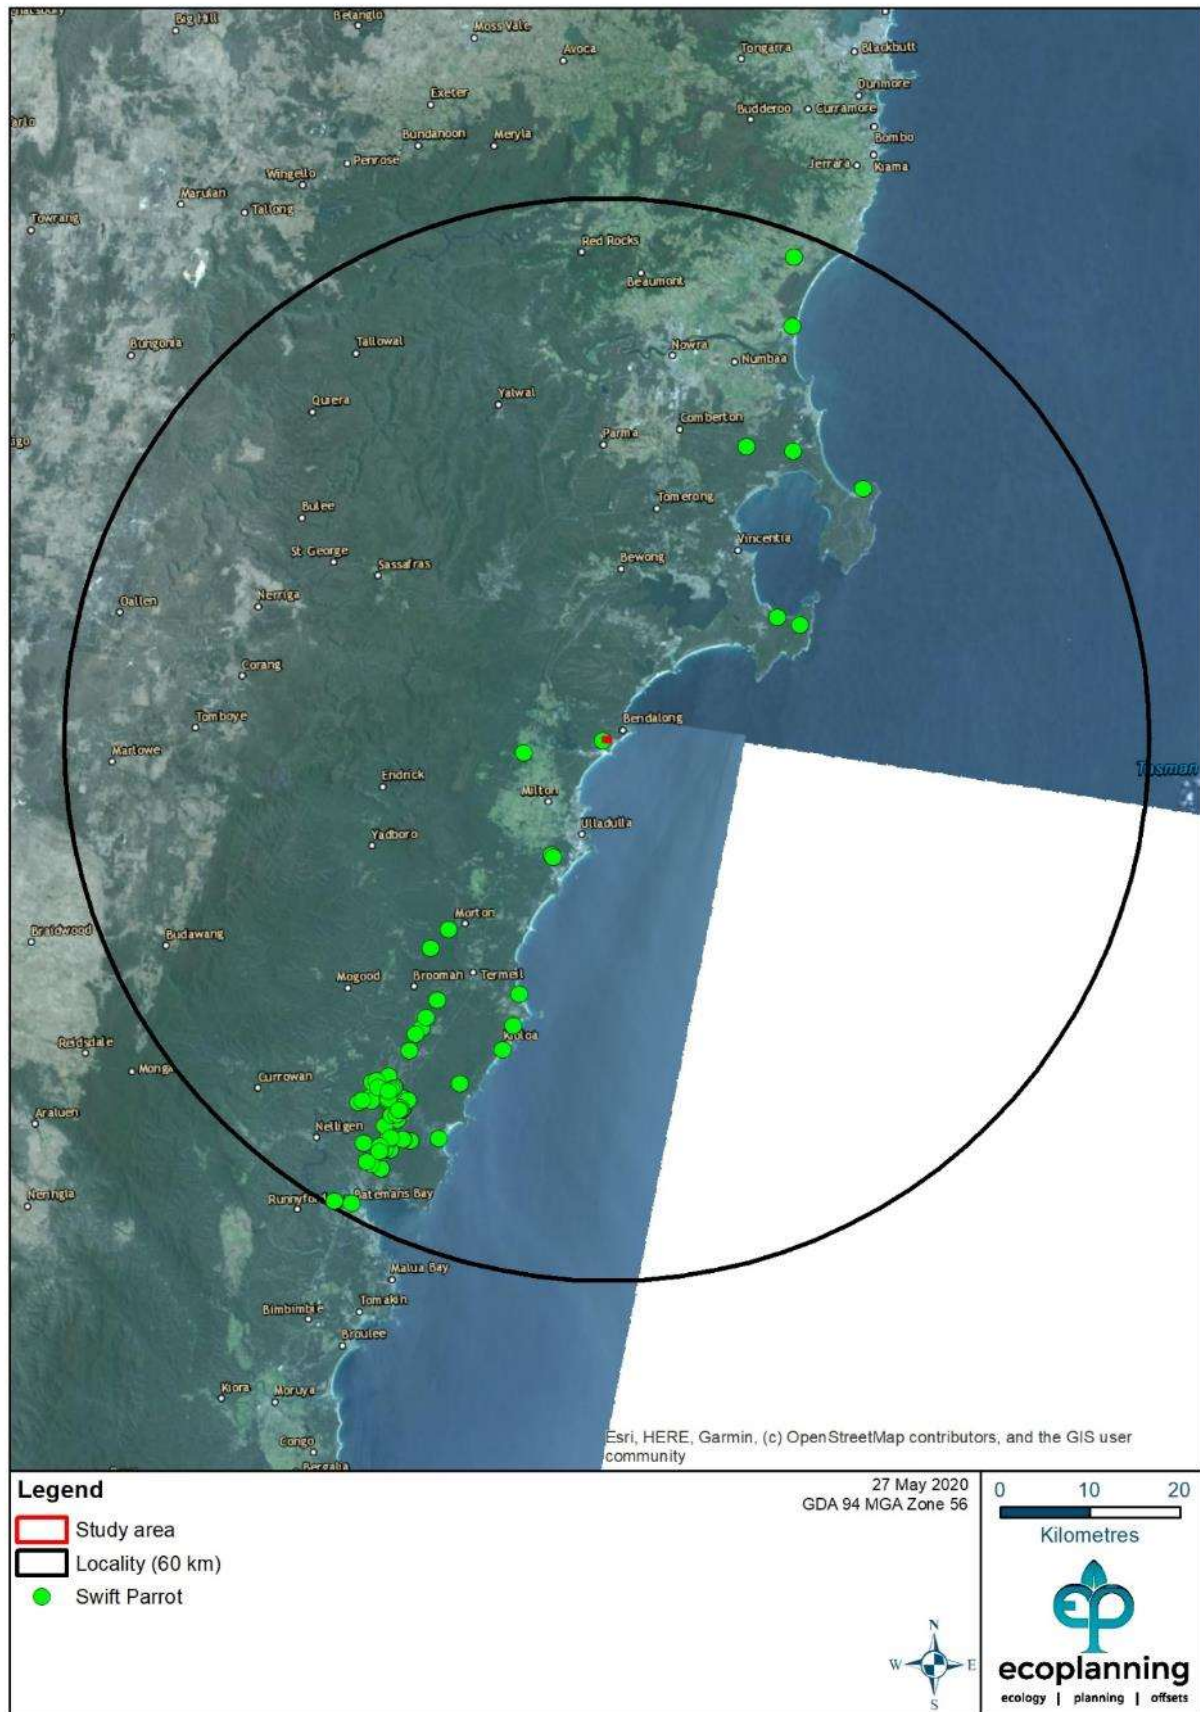 Big Hill
Belanglo
Moss Vale
Avoca
Tongarra
Blackbutt
Exeter
Dunmore
Budderoo
Curramore
Bundanoon
Meryla
Bombo
Penrose
Jerrara
Kiama
Wingello
Marulan
Tallong
Towrang
Red Rocks
Beaumont
Bungonia
Tallowal
Nowra
Numbaa
Quiera
Yalwal
Comberton
Parma
Tomerong
Bulee
Vincentia
St George
Sassafras
Bewong
Nerriga
Oallen
Corang
Tomboye
Bendalong
Marlowe
Tasman
Endrick
Milton
Ulladulla
Yadboro
Morton
Braidwood
Budawang
Mogood
Brooman
Termeil
Kioloa
Reidsdale
Monga
Currowan
Araluen
Nelligen
Neringla
Runnyford
Batemans Bay
Malua Bay
Tomakin
Bimbimbie
Broulee
Kiora
Moruya
Congo
Bergalia
Esri, HERE, Garmin, (c) OpenStreetMap contributors, and the GIS user
community
Legend
27 May 2020
GDA 94 MGA Zone 56
Study area
Locality (60 km)
Swift Parrot
0 10 20
Kilometres
N
W E
S
ep
ecoplanning
ecology | planning | offsets